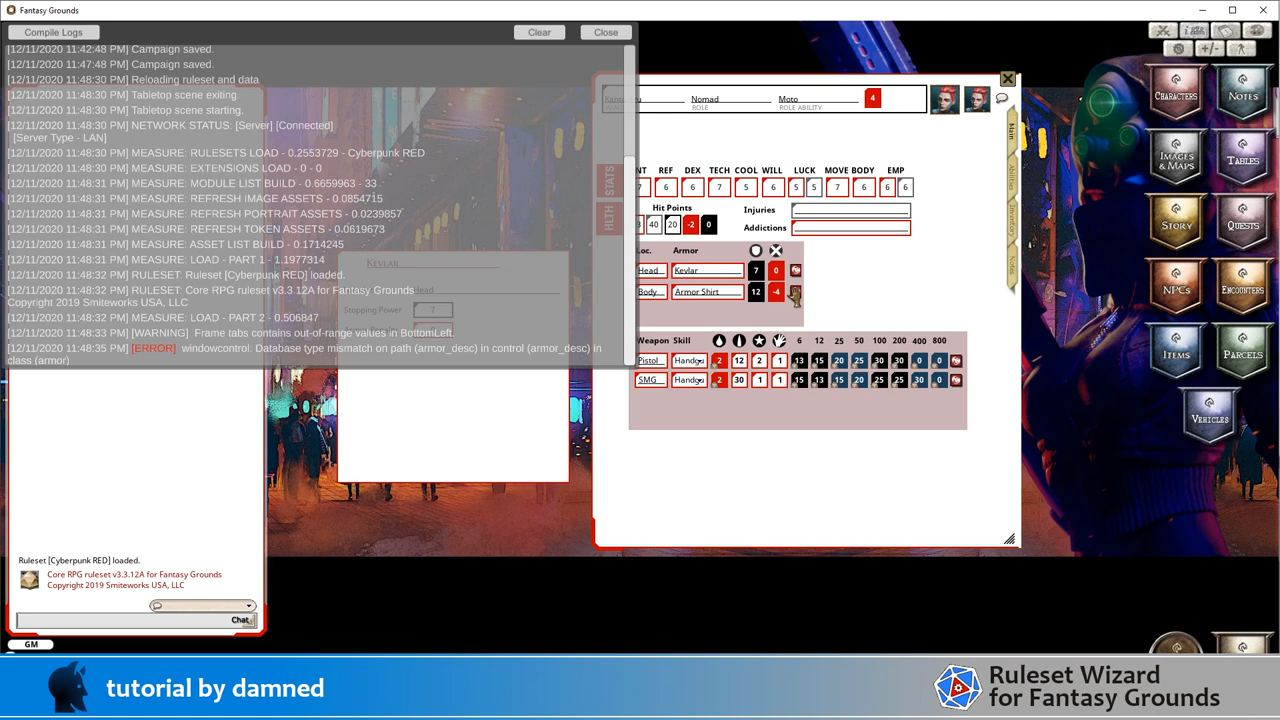 Fantasy Grounds
Compile Logs
Clear
Close
[12/11/2020 11:42:48 PM] Campaign saved.
[12/11/2020 11:47:48 PM] Campaign saved.
[12/11/2020 11:48:30 PM] Reloading ruleset and data
[12/11/2020 11:48:30 PM] Tabletop scene exiting.
[12/11/2020 11:48:30 PM] Tabletop scene starting.
[12/11/2020 11:48:30 PM] NETWORK STATUS: [Server] [Connected]
[Server Type - LAN]
[12/11/2020 11:48:30 PM] MEASURE: RULESETS LOAD - 0.2553729 - Cyberpunk RED
[12/11/2020 11:48:30 PM] MEASURE: EXTENSIONS LOAD - 0 - 0
[12/11/2020 11:48:31 PM] MEASURE: MODULE LIST BUILD - 0.6659963 - 33
[12/11/2020 11:48:31 PM] MEASURE: REFRESH IMAGE ASSETS - 0.0854715
[12/11/2020 11:48:31 PM] MEASURE: REFRESH PORTRAIT ASSETS - 0.0239857
[12/11/2020 11:48:31 PM] MEASURE: REFRESH TOKEN ASSETS - 0.0619673
[12/11/2020 11:48:31 PM] MEASURE: ASSET LIST BUILD - 0.1714245
[12/11/2020 11:48:31 PM] MEASURE: LOAD - PART 1 - 1.1977314
[12/11/2020 11:48:32 PM] RULESET: Ruleset [Cyberpunk RED] loaded.
[12/11/2020 11:48:32 PM] RULESET: Core RPG ruleset v3.3.12A for Fantasy Grounds
Copyright 2019 Smiteworks USA, LLC
[12/11/2020 11:48:32 PM] MEASURE: LOAD - PART 2 - 0.506847
[12/11/2020 11:48:33 PM] [WARNING] Frame tabs contains out-of-range values in BottomLeft.
[12/11/2020 11:48:35 PM] [ERROR] windowcontrol: Database type mismatch on path (armor_desc) in control (armor_desc) in
class (armor)
Kevlar
Head
Stopping Power 7
STATS
HLTH
Nomad Moto 4
ROLE ROLE ABILITY
NT REF DEX TECH COOL WILL LUCK MOVE BODY EMP
7 6 6 7 5 6 5 5 7 6 6 6
Hit Points
40 20 -2 0
Injuries
Addictions
Loc. Armor
Head Kevlar 7 0
Body Armor Shirt 12 -4
Weapon Skill 6 12 25 50 100 200 400 800
Pistol Handgu 2 12 2 1 13 15 20 25 30 30 0 0
SMG Handgu 2 30 1 1 15 13 15 20 25 25 30 0
Main
Abilities
Inventory
Notes
Characters
Notes
Images & Maps
Tables
Story
Quests
NPCs
Encounters
Items
Parcels
Vehicles
Ruleset [Cyberpunk RED] loaded.
Core RPG ruleset v3.3.12A for Fantasy Grounds
Copyright 2019 Smiteworks USA, LLC
Chat
GM
tutorial by damned
Ruleset Wizard
for Fantasy Grounds